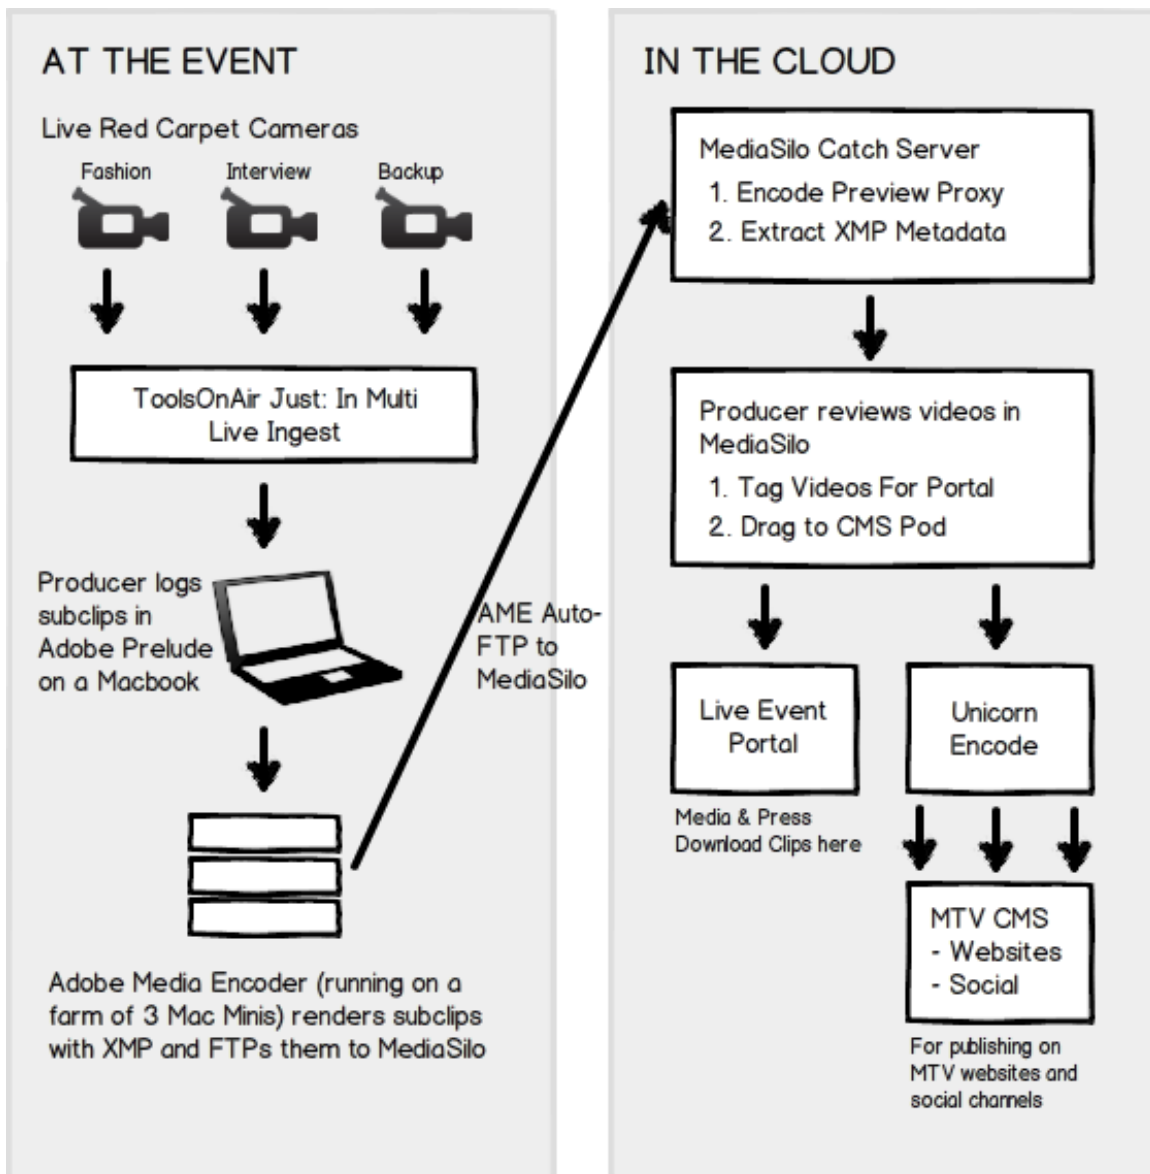 AT THE EVENT
Live Red Carpet Cameras
Fashion
Interview
Backup
ToolsOnAir Just: In Multi
Live Ingest
Producer logs
subclips in
Adobe Prelude
on a Macbook
AME Auto-
FTP to
MediaSilo
Adobe Media Encoder (running on a
farm of 3 Mac Minis) renders subclips
with XMP and FTPs them to MediaSilo
IN THE CLOUD
MediaSilo Catch Server
1. Encode Preview Proxy
2. Extract XMP Metadata
Producer reviews videos in
MediaSilo
1. Tag Videos For Portal
2. Drag to CMS Pod
Live Event
Portal
Media & Press
Download Clips here
Unicorn
Encode
MTV CMS
- Websites
- Social
For publishing on
MTV websites and
social channels